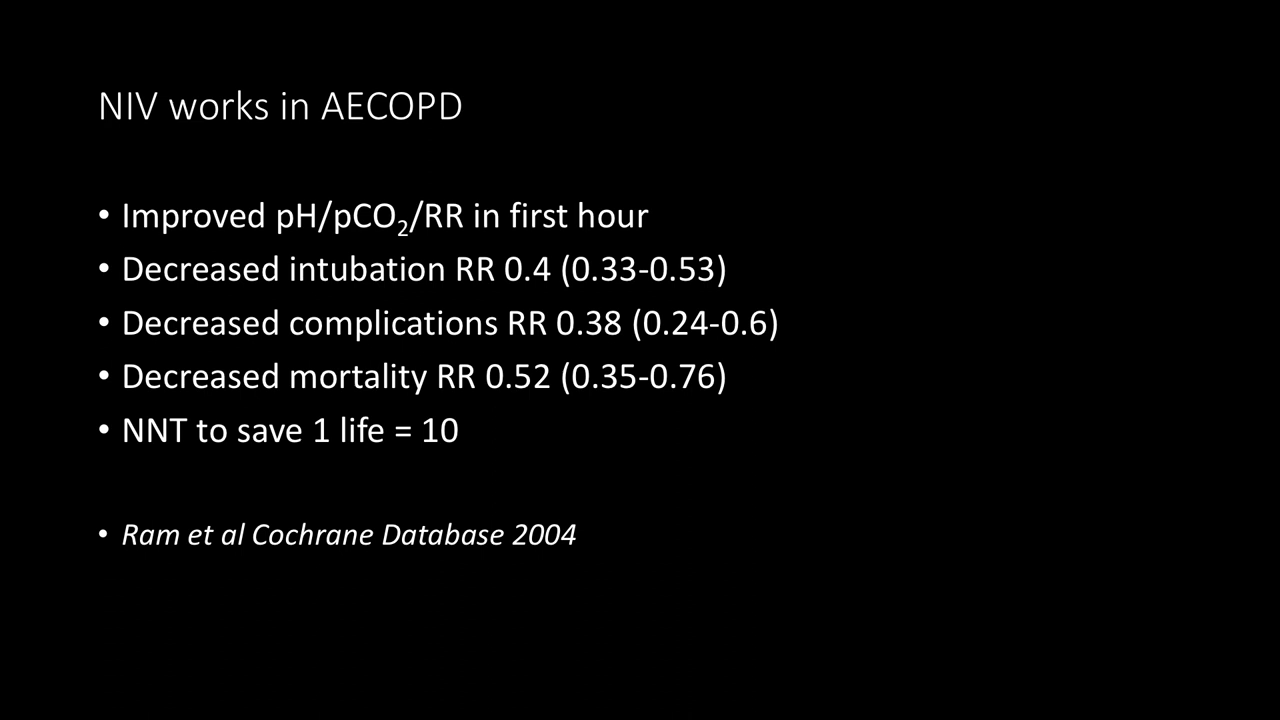 NIV works in AECOPD
• Improved pH/pCO₂/RR in first hour
• Decreased intubation RR 0.4 (0.33-0.53)
• Decreased complications RR 0.38 (0.24-0.6)
• Decreased mortality RR 0.52 (0.35-0.76)
• NNT to save 1 life = 10
• Ram et al Cochrane Database 2004